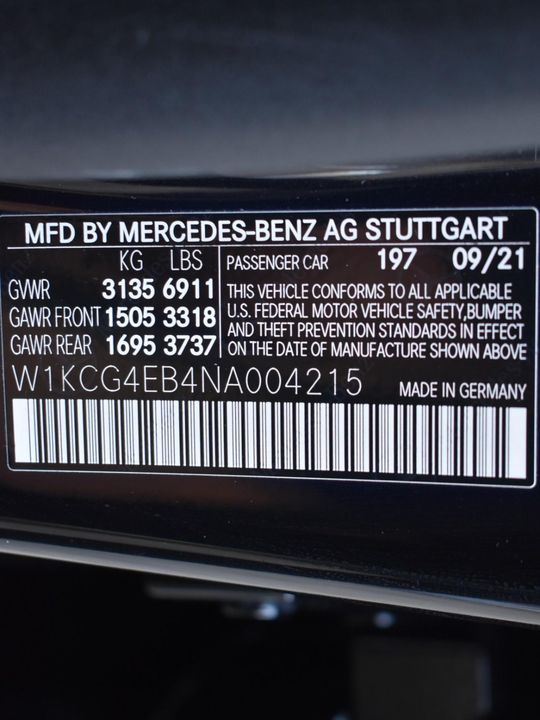 MFD BY MERCEDES-BENZ AG STUTTGART
KG LBS
GVWR 3135 6911
GAWR FRONT 1505 3318
GAWR REAR 1695 3737
PASSENGER CAR 197 09/21
THIS VEHICLE CONFORMS TO ALL APPLICABLE
U.S. FEDERAL MOTOR VEHICLE SAFETY,BUMPER
AND THEFT PREVENTION STANDARDS IN EFFECT
ON THE DATE OF MANUFACTURE SHOWN ABOVE
W1KCG4EB4NA004215 MADE IN GERMANY